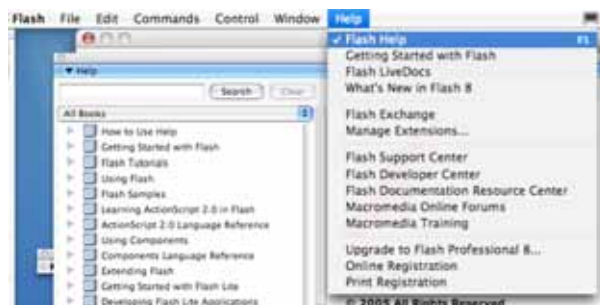 Flash File Edit Commands Control Window Help
Flash Help F1
Getting Started with Flash
Flash LiveDocs
What's New in Flash 8
Flash Exchange
Manage Extensions...
Flash Support Center
Flash Developer Center
Flash Documentation Resource Center
Macromedia Online Forums
Macromedia Training
Upgrade to Flash Professional 8...
Online Registration
Print Registration
© 2005 All Rights Reserved
Help
Search Clear
All Books
How to Use Help
Getting Started with Flash
Flash Tutorials
Using Flash
Flash Samples
Learning ActionScript 2.0 in Flash
ActionScript 2.0 Language Reference
Using Components
Components Language Reference
Extending Flash
Getting Started with Flash Lite
Developing Flash Lite Applications